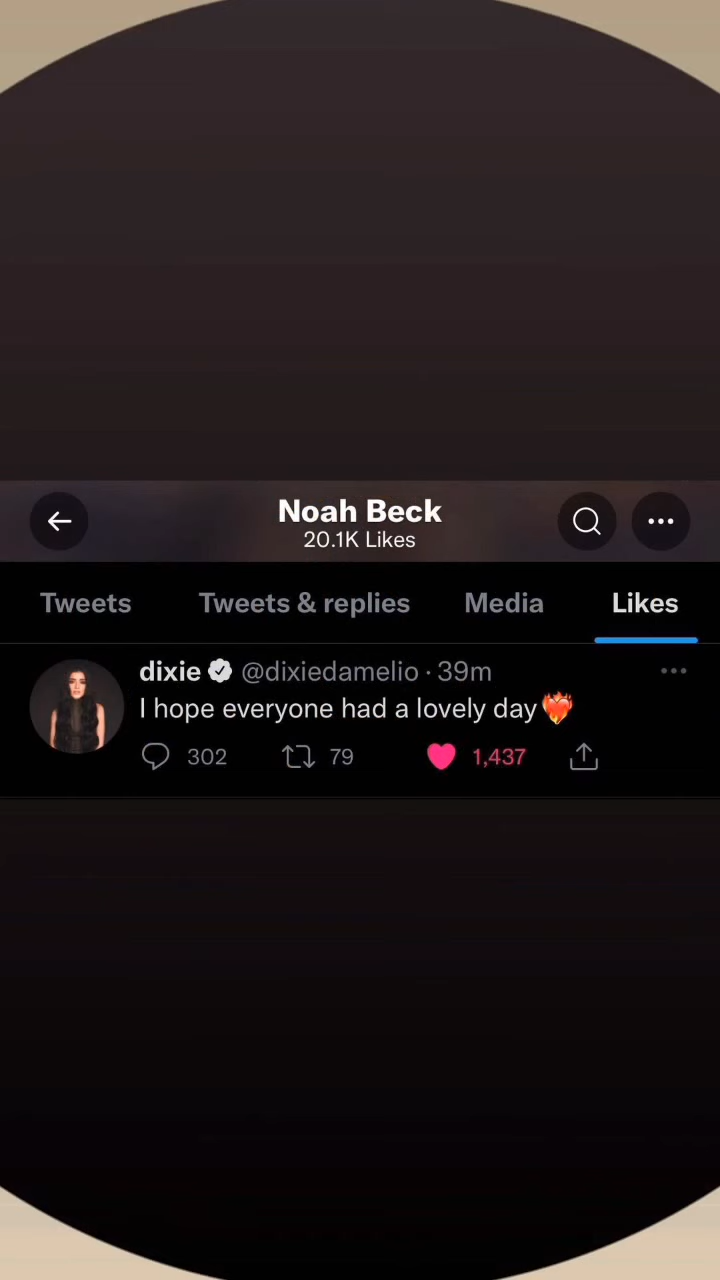 Noah Beck
20.1K Likes
Tweets Tweets & replies Media Likes
dixie @dixiedamelio · 39m
I hope everyone had a lovely day❤️‍🔥
302 79 1,437